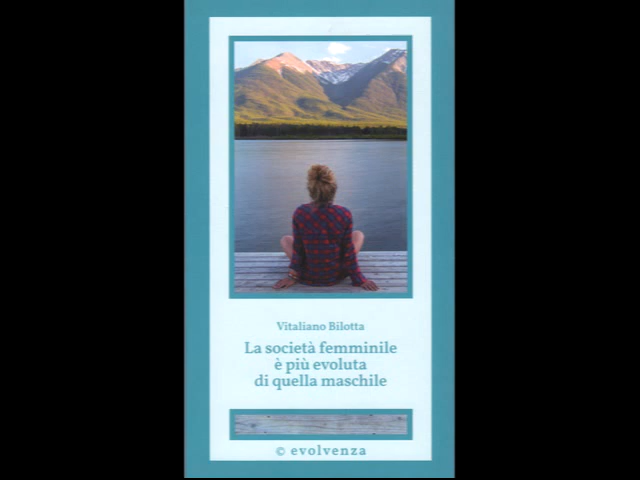 Vitaliano Bilotta
La società femminile
è più evoluta
di quella maschile
© evolvenza